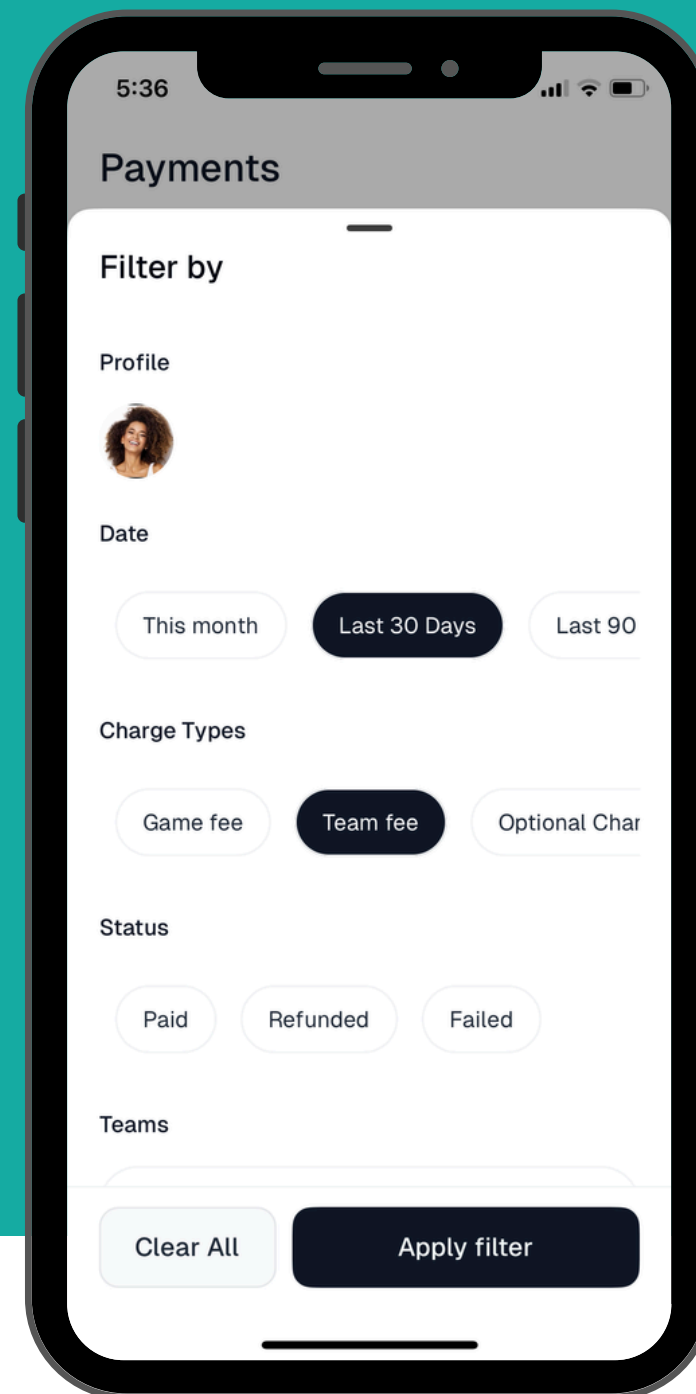 5:36
Payments
Filter by
Profile
Date
This month Last 30 Days Last 90
Charge Types
Game fee Team fee Optional Char
Status
Paid Refunded Failed
Teams
Clear All Apply filter